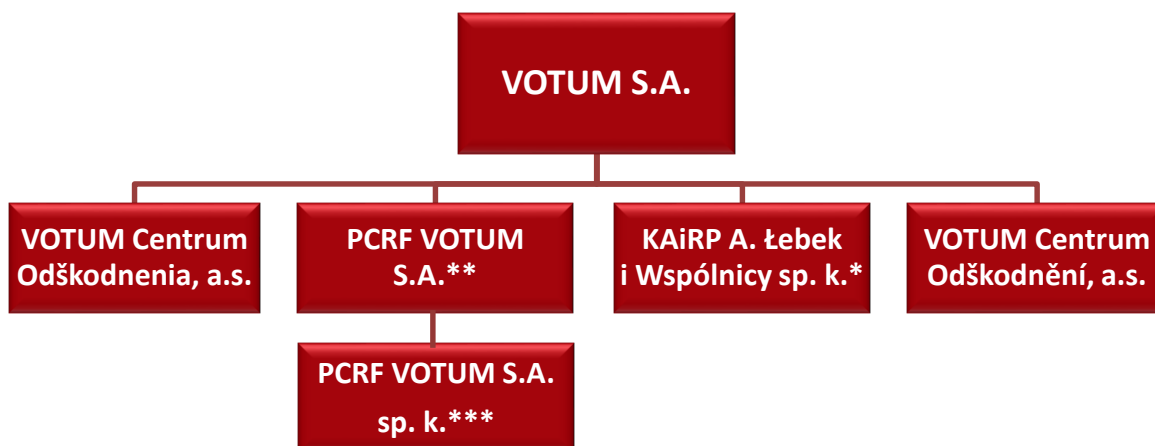 VOTUM S.A.
VOTUM Centrum
Odškodnenia, a.s.
PCRF VOTUM
S.A.**
KAiRP A. Łebek
i Wspólnicy sp. k.*
VOTUM Centrum
Odškodnění, a.s.
PCRF VOTUM S.A.
sp. k.***